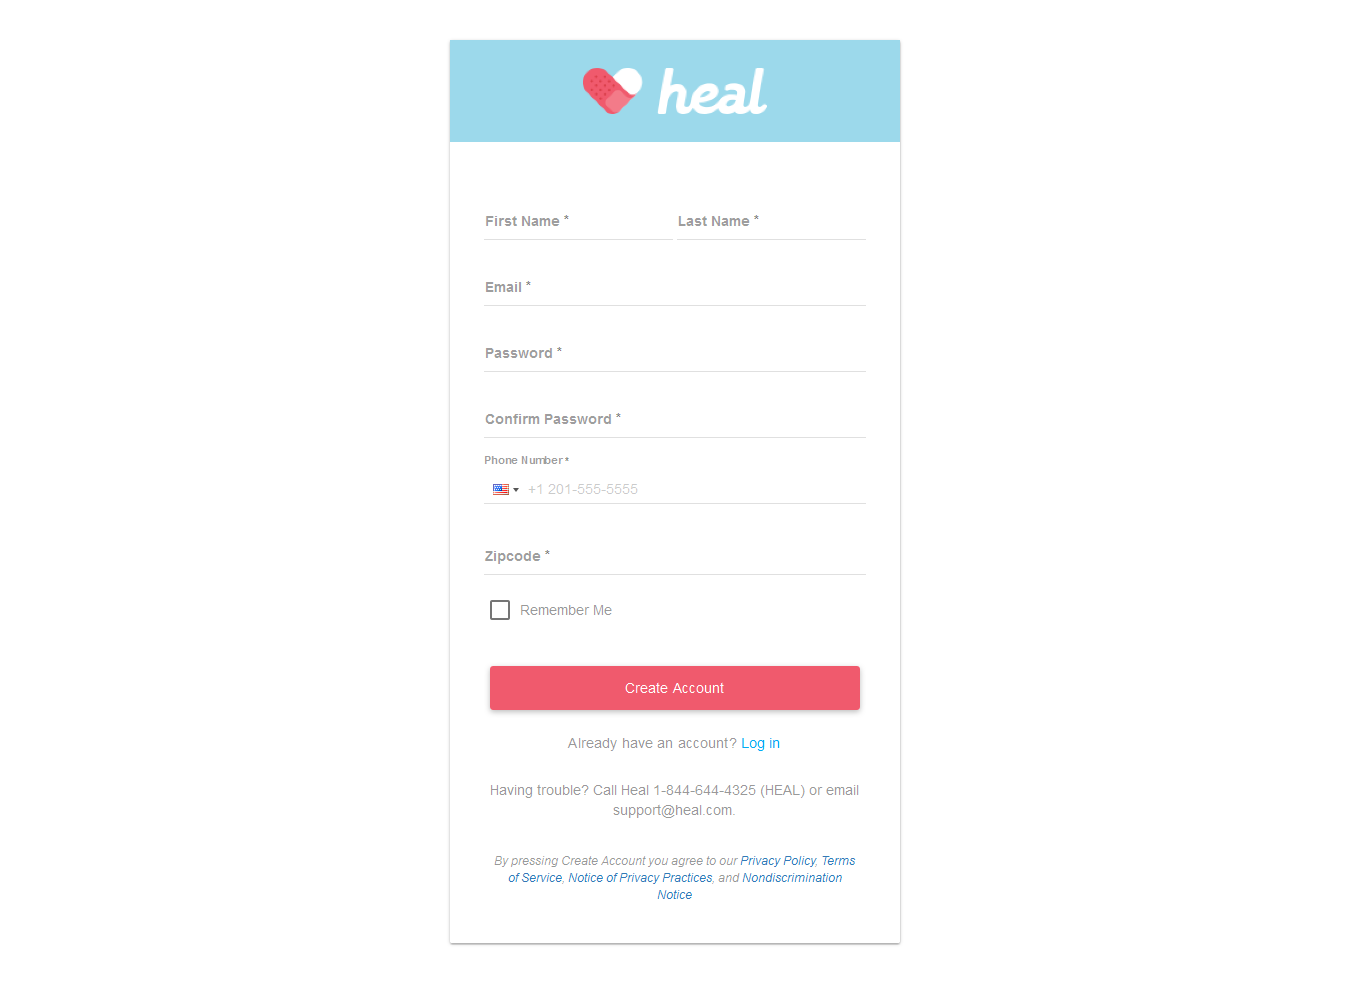 heal
First Name * Last Name *
Email *
Password *
Confirm Password *
Phone Number *
+1 201-555-5555
Zipcode *
Remember Me
Create Account
Already have an account? Log in
Having trouble? Call Heal 1-844-644-4325 (HEAL) or email
support@heal.com.
By pressing Create Account you agree to our Privacy Policy, Terms
of Service, Notice of Privacy Practices, and Nondiscrimination
Notice